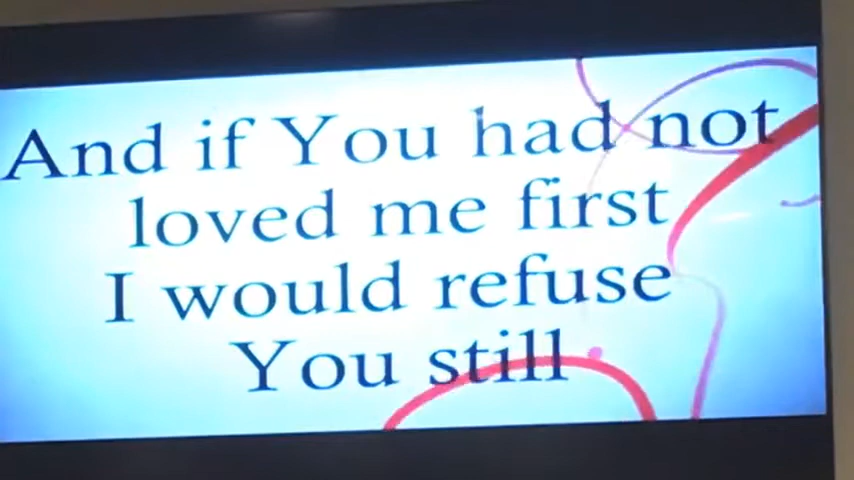 And if You had not
loved me first
I would refuse
You still